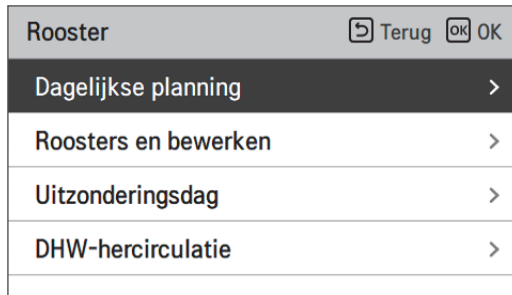 Rooster Terug OK OK
Dagelijkse planning
Roosters en bewerken
Uitzonderingsdag
DHW-hercirculatie